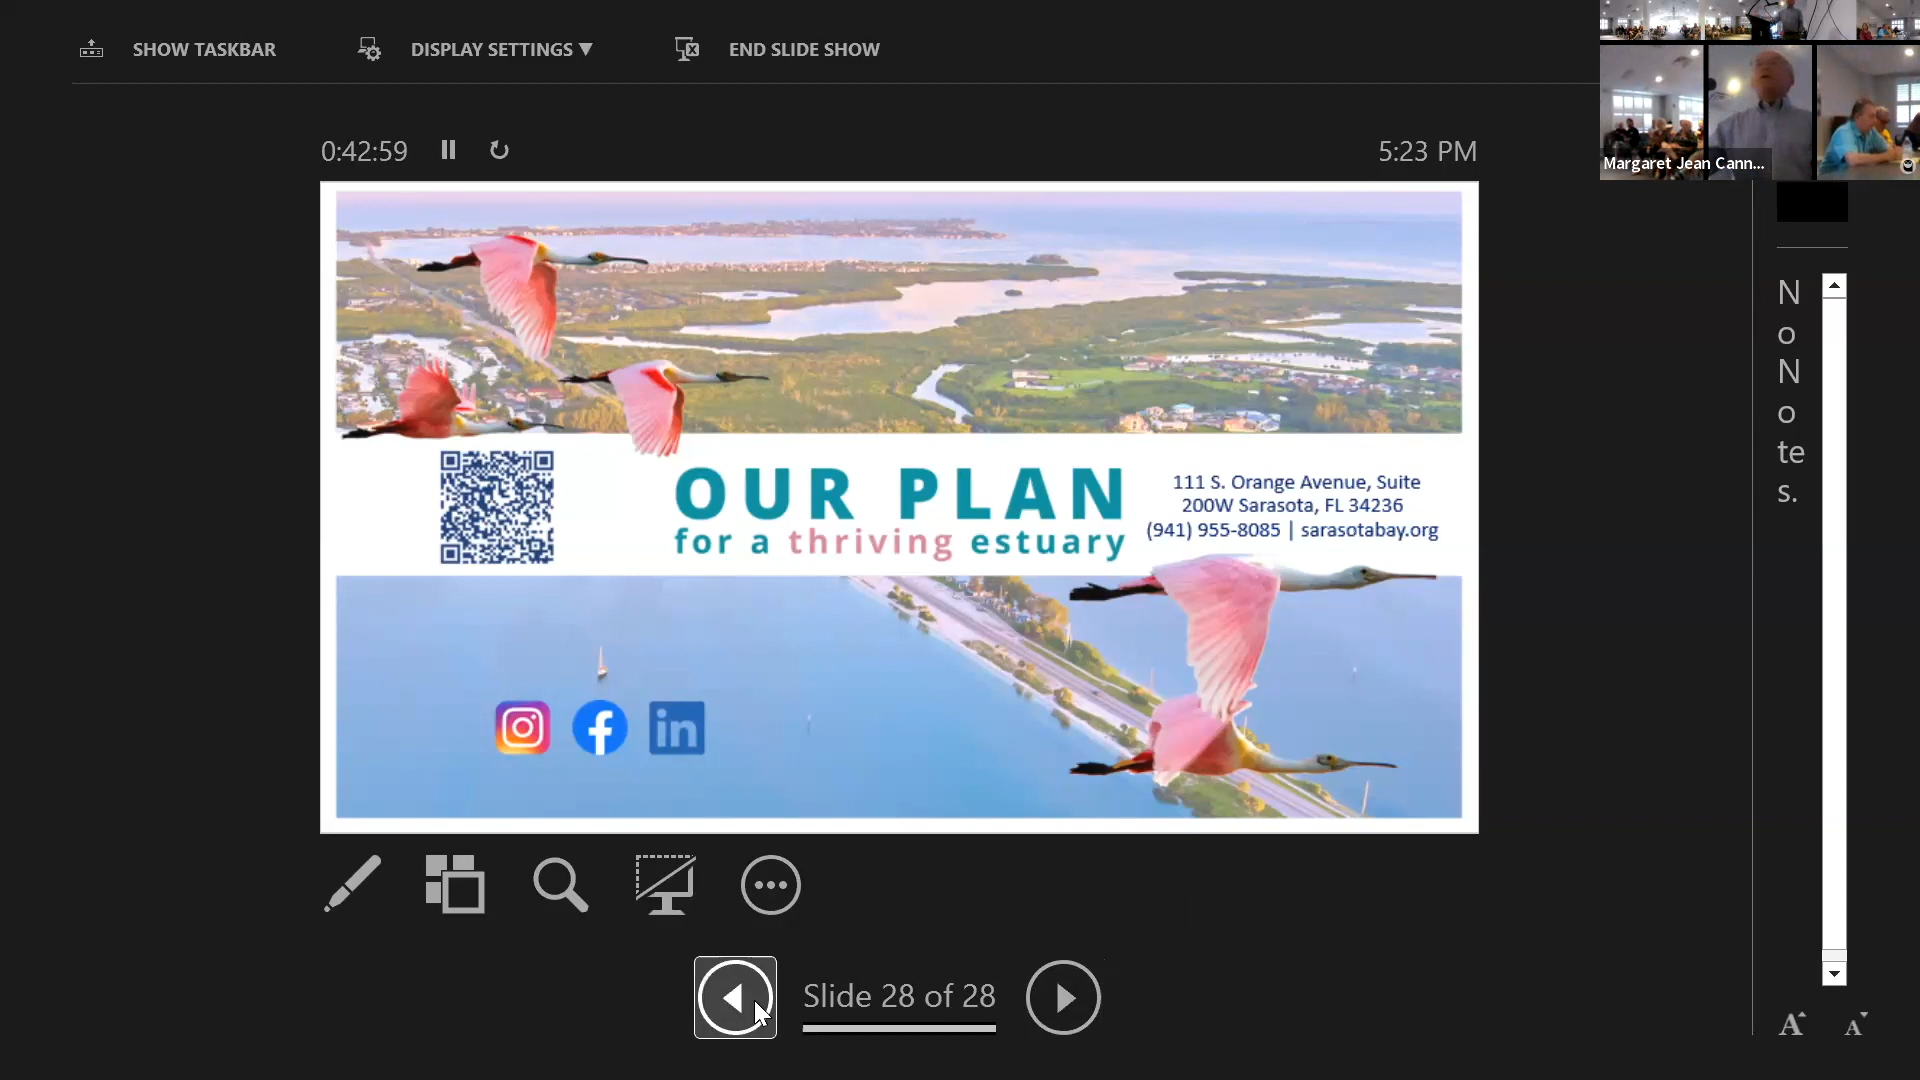 SHOW TASKBAR
DISPLAY SETTINGS ▼
END SLIDE SHOW
Margaret Jean Cann...
0:42:59
5:23 PM
OUR PLAN
for a thriving estuary
111 S. Orange Avenue, Suite
200W Sarasota, FL 34236
(941) 955-8085 | sarasotabay.org
in
Slide 28 of 28
N
o
N
o
te
s.
A
A